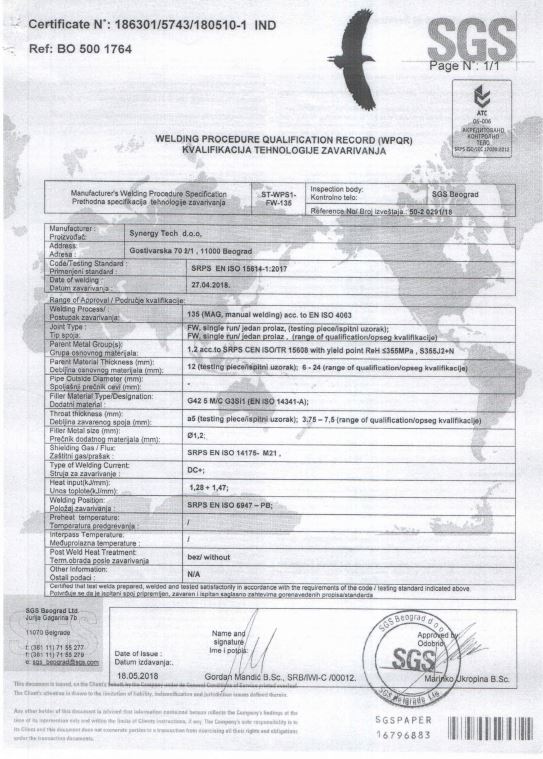 Certificate N°: 186301/5743/180510-1 IND
Ref: BO 500 1764
SGS
Page N°: 1/1
ATC
06-006
АКРЕДИТОВАНО
КОНТРОЛНО
ТЕЛО
SRPS ISO/IEC 17020:2012
WELDING PROCEDURE QUALIFICATION RECORD (WPQR)
KVALIFIKACIJA TEHNOLOGIJE ZAVARIVANJA
Manufacturer's Welding Procedure Specification
Prethodna specifikacija tehnologije zavarivanja
ST-WPS1-
FW-135
Inspection body:
Kontrolno telo:
SGS Beograd
Reference No/ Broj izveštaja : 50-2 0291/18
Manufacturer :
Proizvođač:
Synergy Tech d.o.o,
Address:
Adresa :
Gostivarska 70 ž/1 , 11000 Beograd
Code/Testing Standard :
Primenjeni standard :
SRPS EN ISO 15614-1:2017
Date of welding :
Datum zavarivanja :
27.04.2018.
Range of Approval / Područje kvalifikacije:
Welding Process/
Postupak zavarivanja:
135 (MAG, manual welding) acc. to EN ISO 4063
Joint Type :
Tip spoja:
FW, single run/ jedan prolaz, (testing piece/ispitni uzorak);
FW, single run/ jedan prolaz , (range of qualification/opseg kvalifikacije)
Parent Metal Group(s):
Grupa osnovnog materijala:
1.2 acc.to SRPS CEN ISO/TR 15608 with yield point ReH ≤355MPa , S355J2+N
Parent Material Thickness (mm):
Debljina osnovnog materijala (mm):
12 (testing piece/ispitni uzorak); 6 - 24 (range of qualification/opseg kvalifikacije)
Pipe Outside Diameter (mm):
Spoljašnji prečnik cevi (mm):
-
Filler Material Type/Designation:
Dodatni material :
G42 5 M/C G3Si1 (EN ISO 14341-A);
Throat thickness (mm):
Debljina zavarenog spoja (mm):
a5 (testing piece/ispitni uzorak); 3,75 – 7,5 (range of qualification/opseg kvalifikacije)
Filler Metal size (mm):
Prečnik dodatnog materijala (mm):
Ø1,2;
Shielding Gas / Flux:
Zaštitni gas/prašak :
SRPS EN ISO 14175- M21 ,
Type of Welding Current:
Struja za zavarivanje :
DC+;
Heat input(kJ/mm):
Unos toplote(kJ/mm):
1,28 ÷ 1,47;
Welding Position:
Položaj zavarivanja :
SRPS EN ISO 6947 – PB;
Preheat temperature:
Temperatura predgrevanja :
/
Interpass Temperature:
Međuprolazna temperature :
/
Post Weld Heat Treatment:
Term.obrada posle zavarivanja
bez/ without
Other Information:
Ostali podaci :
N/A
Certified that test welds prepared, welded and tested satisfactorily in accordance with the requirements of the code / testing standard indicated above.
Potvrđuje se da je ispitani spoj pripremljen, zavaren i ispitan saglasno zahtevima gorenavedenih propisa/standarda
SGS Beograd Ltd.
Jurija Gagarina 7b
11070 Belgrade
t: (381 11) 71 55 277
f: (381 11) 71 55 279
e: sgs_beograd@sgs.com
Date of Issue :
Datum izdavanja:.
18.05.2018
Name and
signature
Ime i potpis:
Gordan Mandić B.Sc., SRB/IWI-C /00012.
Approved by
Odobrio
Marinko Ukropina B.Sc.
SGS Beograd d o o
SGS
SGS Belgrade Ltd
This document is issued, on the Client's behalf, by the Company under its General Conditions of Service printed overleaf.
The Client's attention is drawn to the limitation of liability, indemnification and jurisdiction issues defined therein.
Any other holder of this document is advised that information contained hereon reflects the Company's findings at the
time of its intervention only and within the limits of Client's instructions, if any. The Company's sole responsibility is to
its Client and this document does not exonerate parties to a transaction from exercising all their rights and obligations
under the transaction documents.
SGSPAPER
16796883